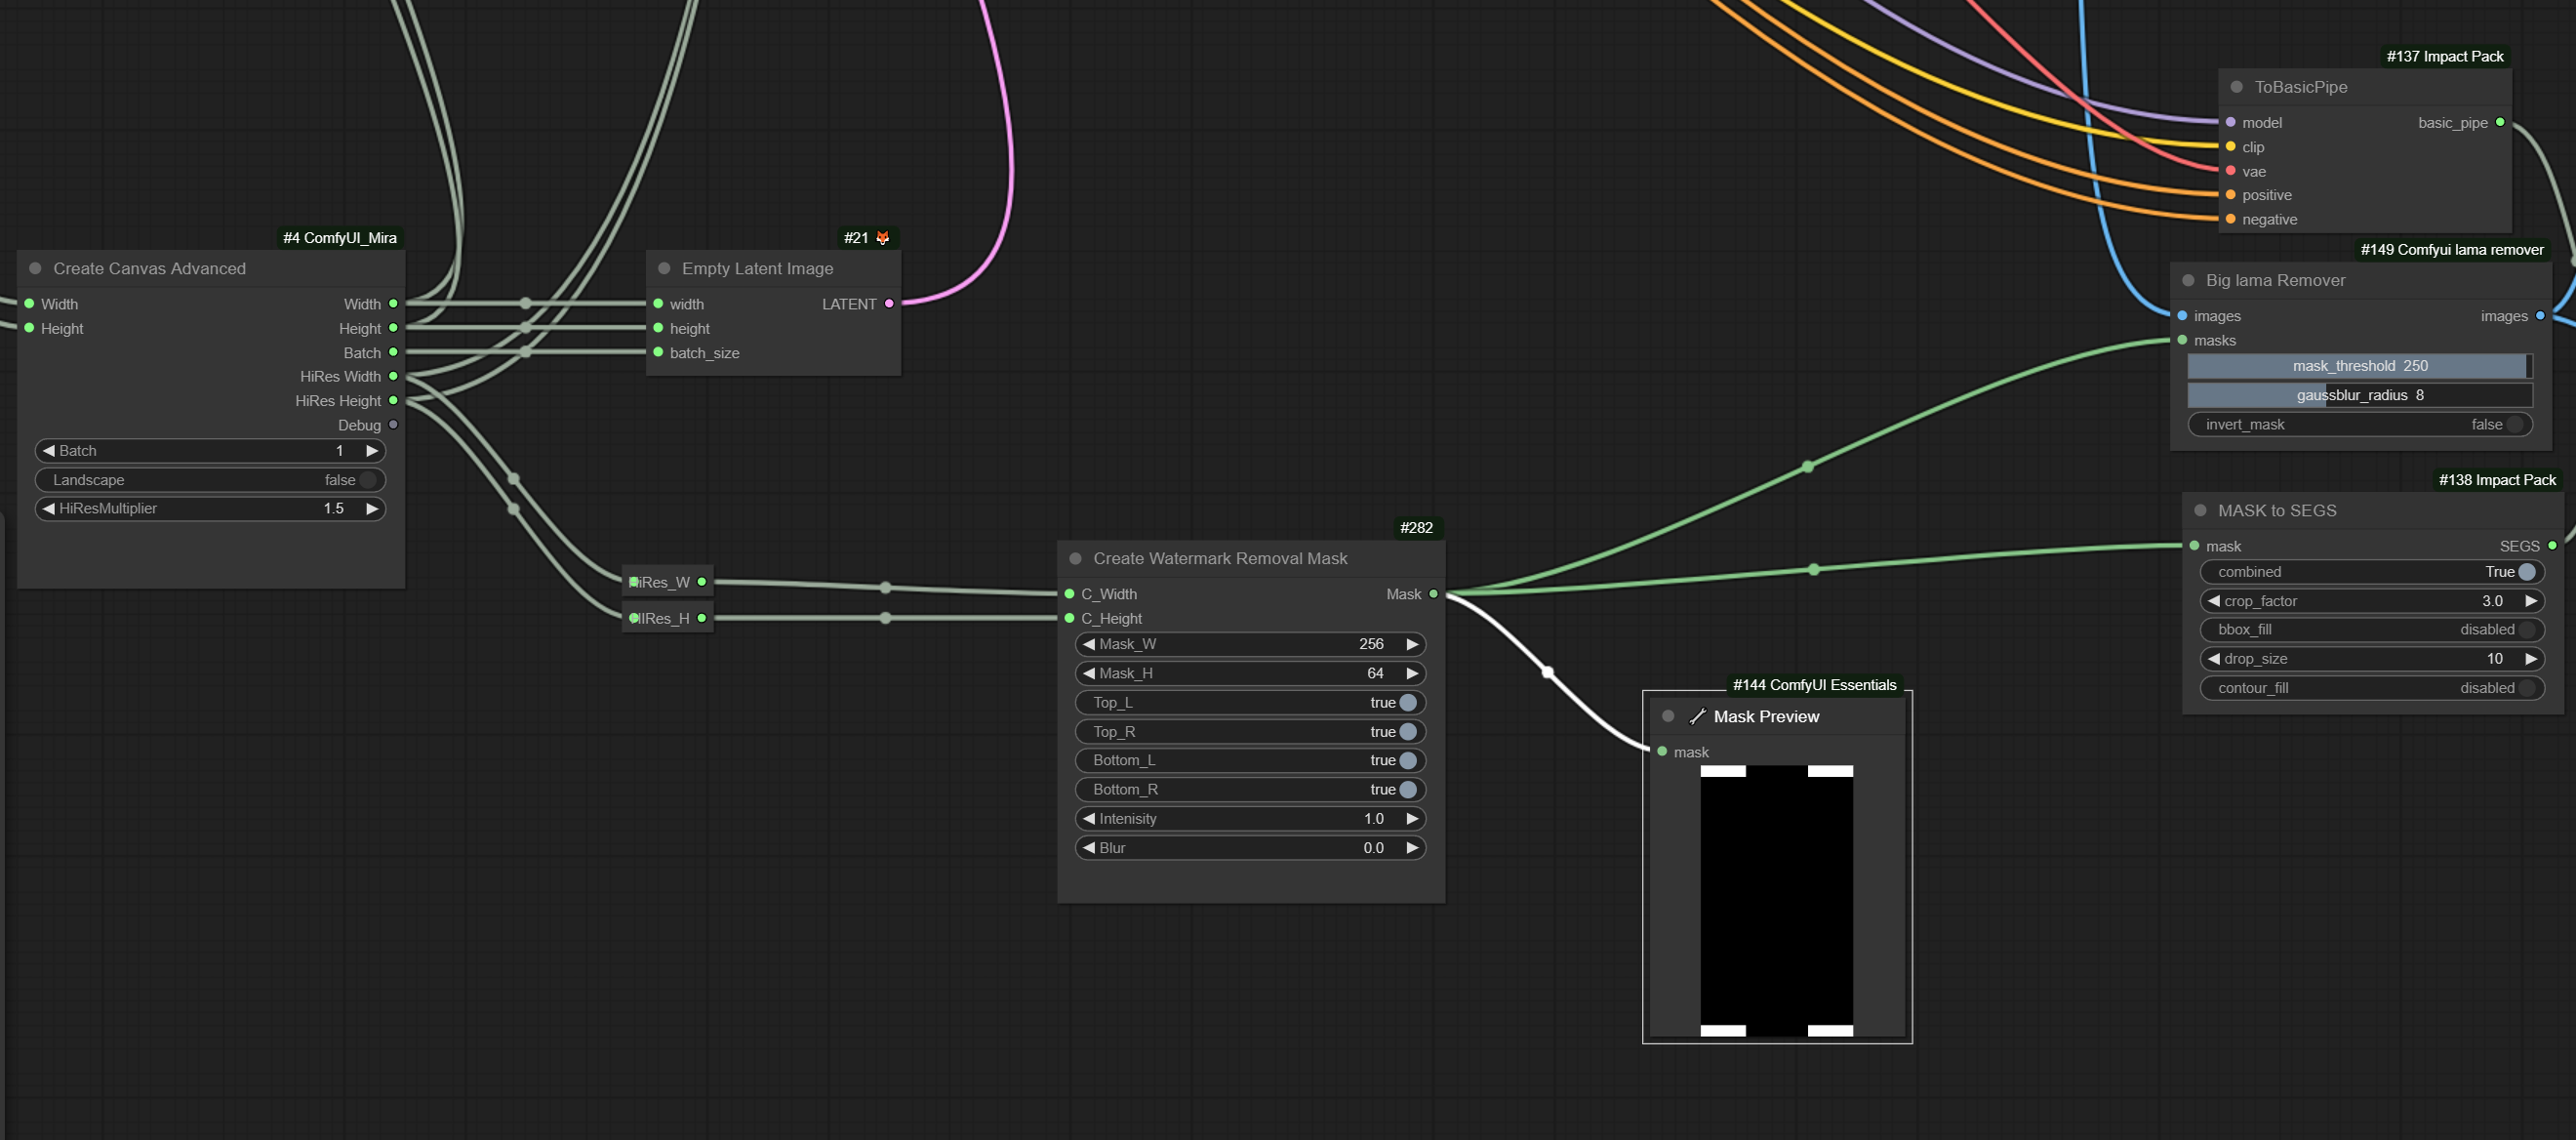 #137 Impact Pack
ToBasicPipe
model basic_pipe
clip
vae
positive
negative
#4 ComfyUI_Mira
Create Canvas Advanced
Width Width
Height Height
Batch
HiRes Width
HiRes Height
Debug
Batch 1
Landscape false
HiResMultiplier 1.5
#21
Empty Latent Image
width LATENT
height
batch_size
#149 Comfyui lama remover
Big lama Remover
images images
masks
mask_threshold 250
gaussblur_radius 8
invert_mask false
#138 Impact Pack
MASK to SEGS
mask SEGS
combined True
crop_factor 3.0
bbox_fill disabled
drop_size 10
contour_fill disabled
HiRes_W
HIRes_H
#282
Create Watermark Removal Mask
C_Width Mask
C_Height
Mask_W 256
Mask_H 64
Top_L true
Top_R true
Bottom_L true
Bottom_R true
Intenisity 1.0
Blur 0.0
#144 ComfyUI Essentials
Mask Preview
mask